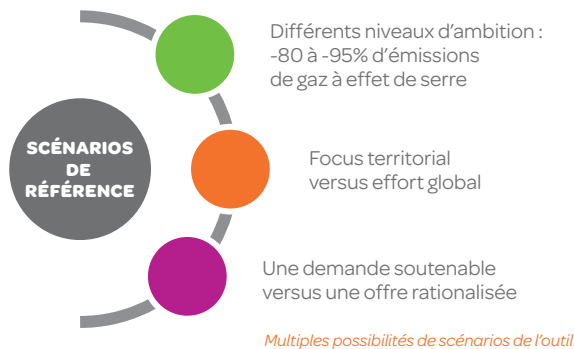 Différents niveaux d’ambition :
-80 à -95% d’émissions
de gaz à effet de serre
SCÉNARIOS
DE
RÉFÉRENCE
Focus territorial
versus effort global
Une demande soutenable
versus une offre rationalisée
Multiples possibilités de scénarios de l’outil